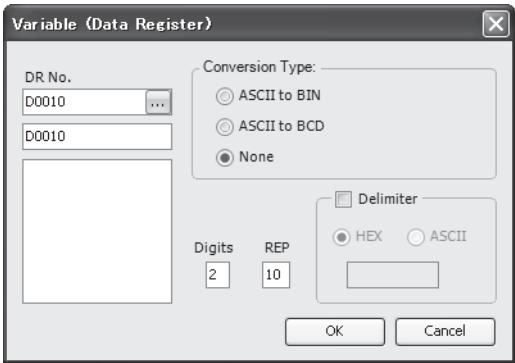 Variable (Data Register)
DR No.
D0010
...
D0010
Conversion Type:
ASCII to BIN
ASCII to BCD
None
Digits
2
REP
10
Delimiter
HEX
ASCII
OK
Cancel